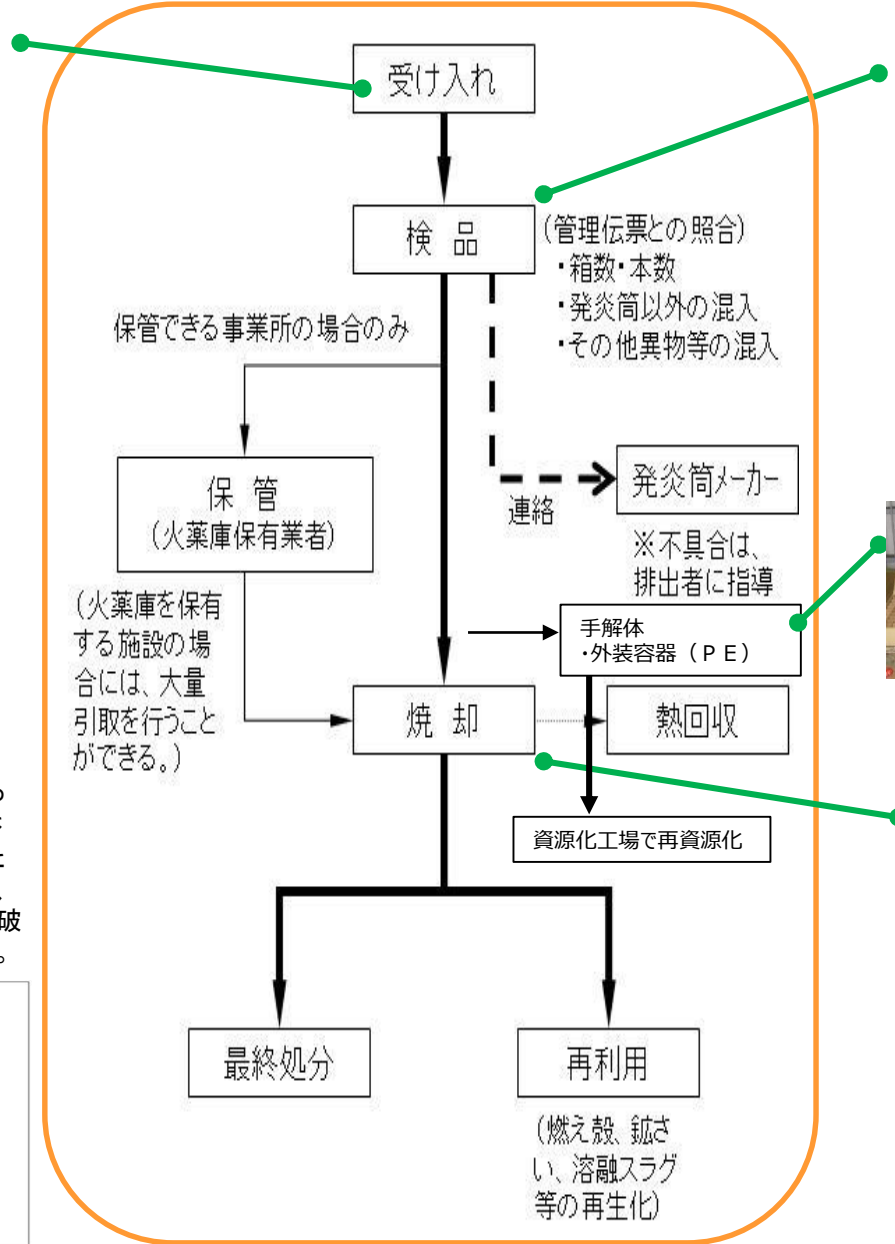 受け入れ
検 品
(管理伝票との照合)
・箱数・本数
・発炎筒以外の混入
・その他異物等の混入
保管できる事業所の場合のみ
保 管
(火薬庫保有業者)
発炎筒メーカー
連絡
※不具合は、
排出者に指導
(火薬庫を保有
する施設の場
合には、大量
引取を行うこと
ができる。)
手解体
・外装容器(PE)
焼 却
熱回収
資源化工場で再資源化
破
。
最終処分
再利用
(燃え殻、鉱さ
い、溶融スラグ
等の再生化)